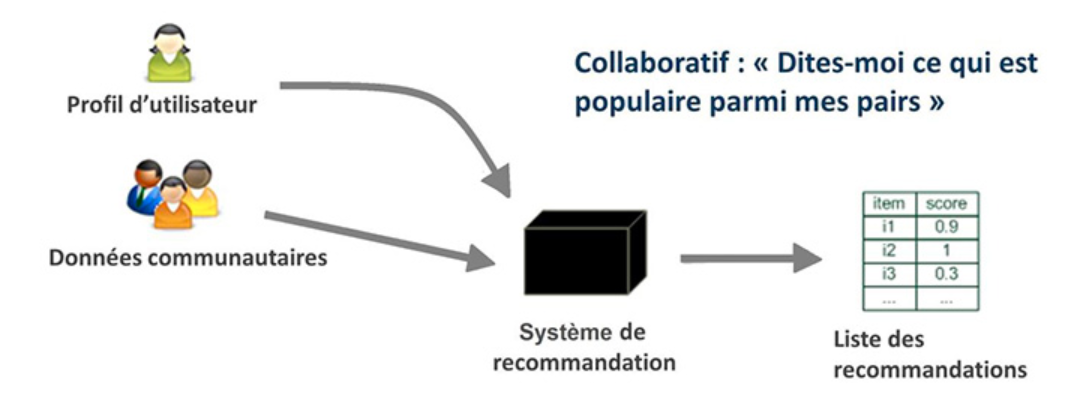 Profil d'utilisateur
Collaboratif : « Dites-moi ce qui est
populaire parmi mes pairs »
Données communautaires
Système de
recommandation
item score
i1 0.9
i2 1
i3 0.3
... ...
Liste des
recommandations